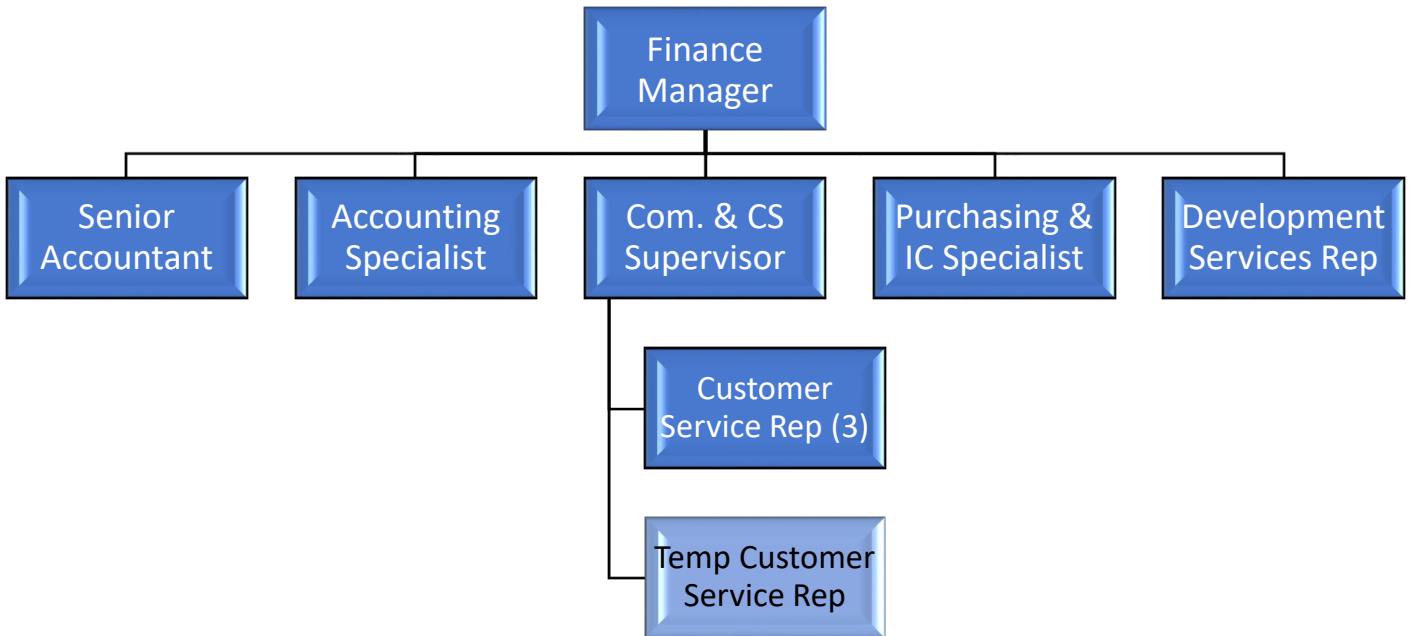 Finance
Manager
Senior
Accountant
Accounting
Specialist
Com. & CS
Supervisor
Purchasing &
IC Specialist
Development
Services Rep
Customer
Service Rep (3)
Temp Customer
Service Rep